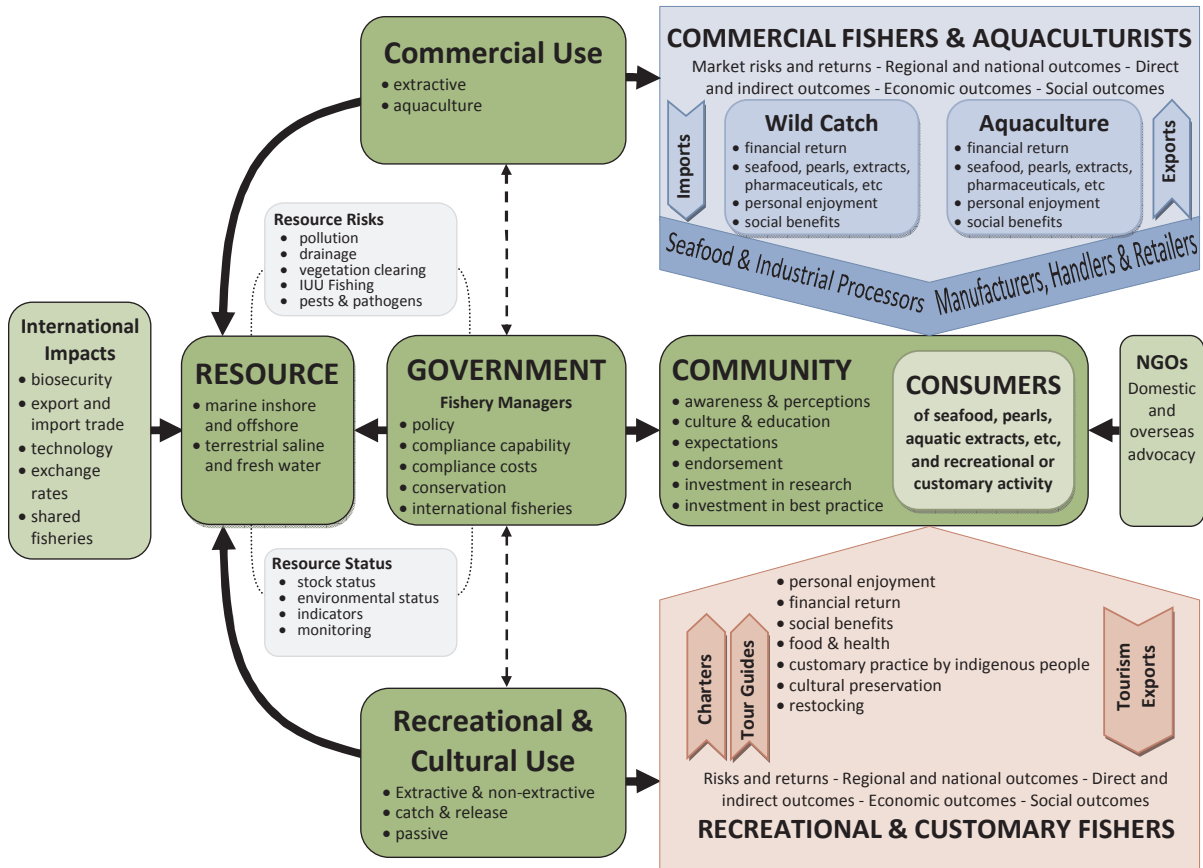 Commercial Use
• extractive
• aquaculture
COMMERCIAL FISHERS & AQUACULTURISTS
Market risks and returns - Regional and national outcomes - Direct
and indirect outcomes - Economic outcomes - Social outcomes
Imports
Wild Catch
• financial return
• seafood, pearls, extracts,
pharmaceuticals, etc
• personal enjoyment
• social benefits
Aquaculture
• financial return
• seafood, pearls, extracts,
pharmaceuticals, etc
• personal enjoyment
• social benefits
Exports
Seafood & Industrial Processors
Manufacturers, Handlers & Retailers
Resource Risks
• pollution
• drainage
• vegetation clearing
• IUU Fishing
• pests & pathogens
International
Impacts
• biosecurity
• export and
import trade
• technology
• exchange
rates
• shared
fisheries
RESOURCE
• marine inshore
and offshore
• terrestrial saline
and fresh water
GOVERNMENT
Fishery Managers
• policy
• compliance capability
• compliance costs
• conservation
• international fisheries
COMMUNITY
• awareness & perceptions
• culture & education
• expectations
• endorsement
• investment in research
• investment in best practice
CONSUMERS
of seafood, pearls,
aquatic extracts, etc,
and recreational or
customary activity
NGOs
Domestic
and
overseas
advocacy
Resource Status
• stock status
• environmental status
• indicators
• monitoring
Recreational &
Cultural Use
• Extractive & non-extractive
• catch & release
• passive
Charters
Tour Guides
• personal enjoyment
• financial return
• social benefits
• food & health
• customary practice by indigenous people
• cultural preservation
• restocking
Tourism
Exports
Risks and returns - Regional and national outcomes - Direct and
indirect outcomes - Economic outcomes - Social outcomes
RECREATIONAL & CUSTOMARY FISHERS